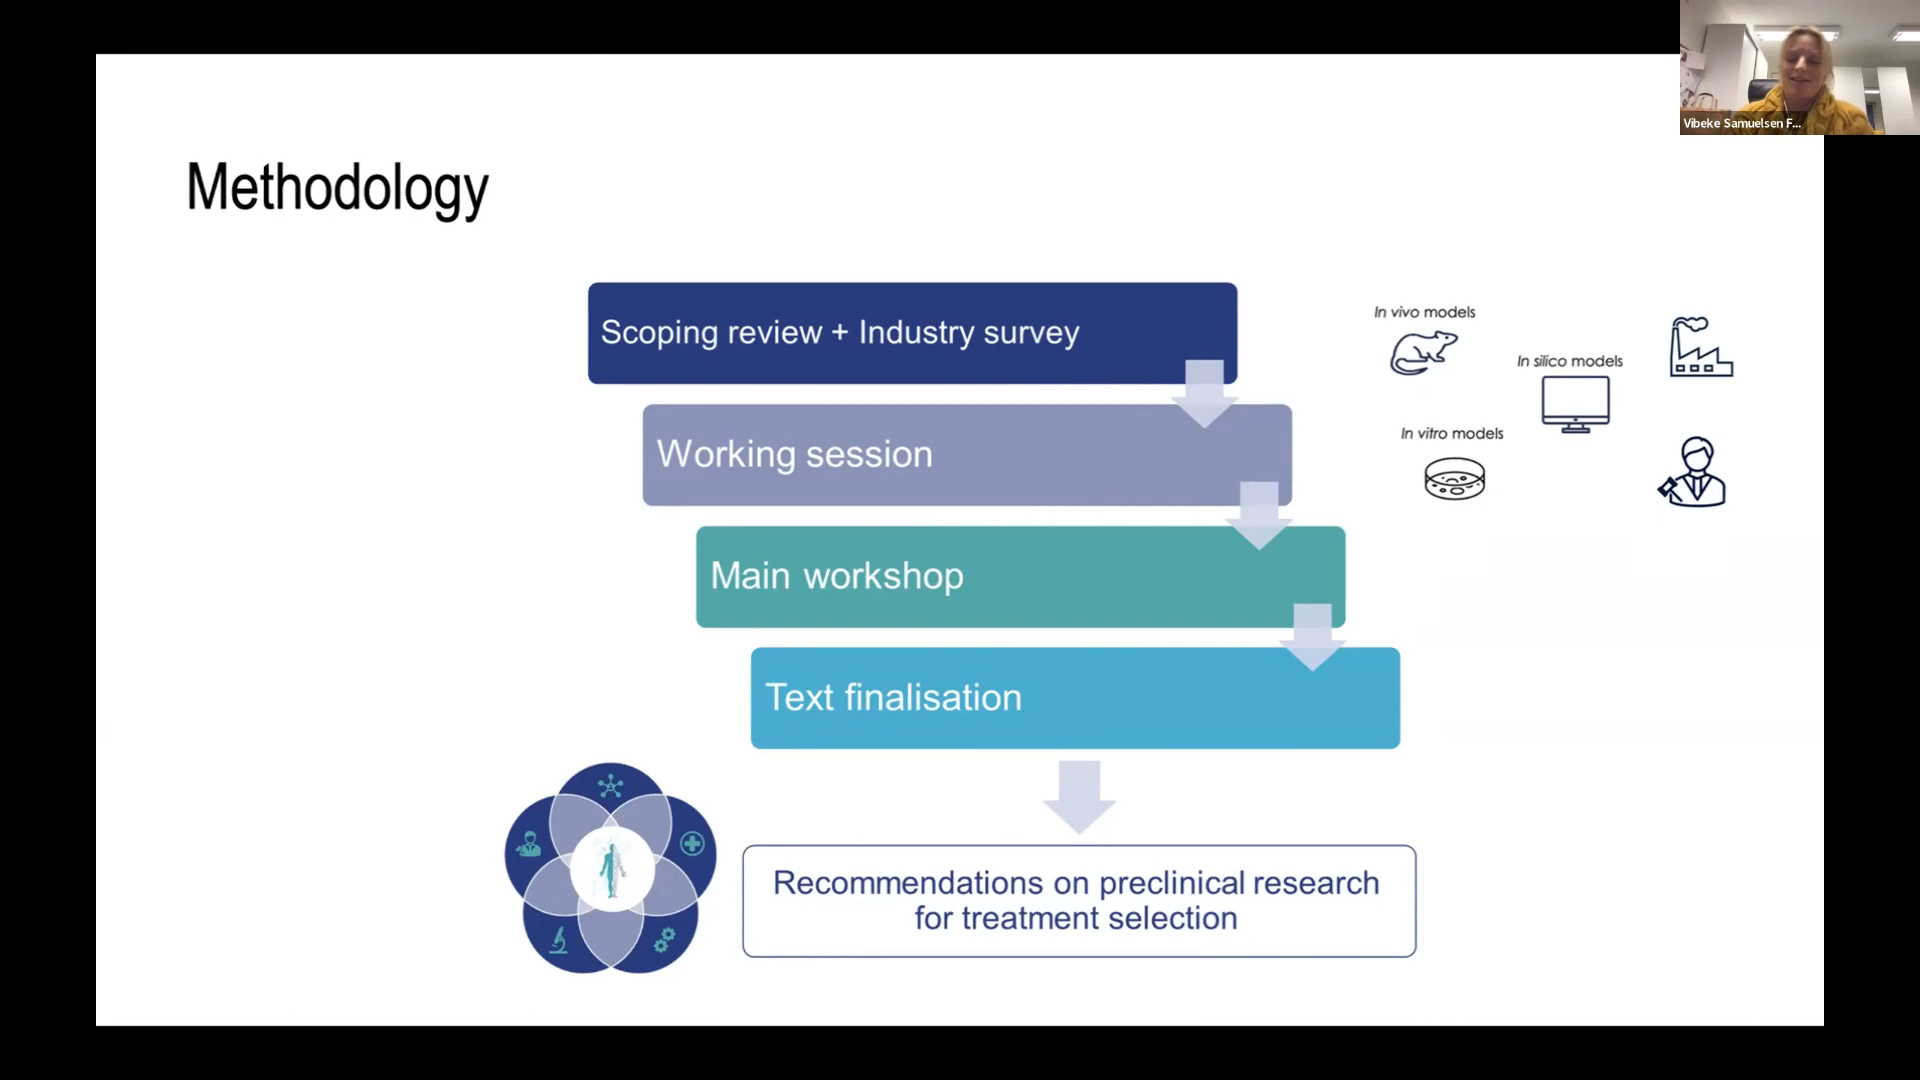 Vibeke Samuelsen F...
Methodology
Scoping review + Industry survey
Working session
Main workshop
Text finalisation
Recommendations on preclinical research
for treatment selection
In vivo models
In silico models
In vitro models